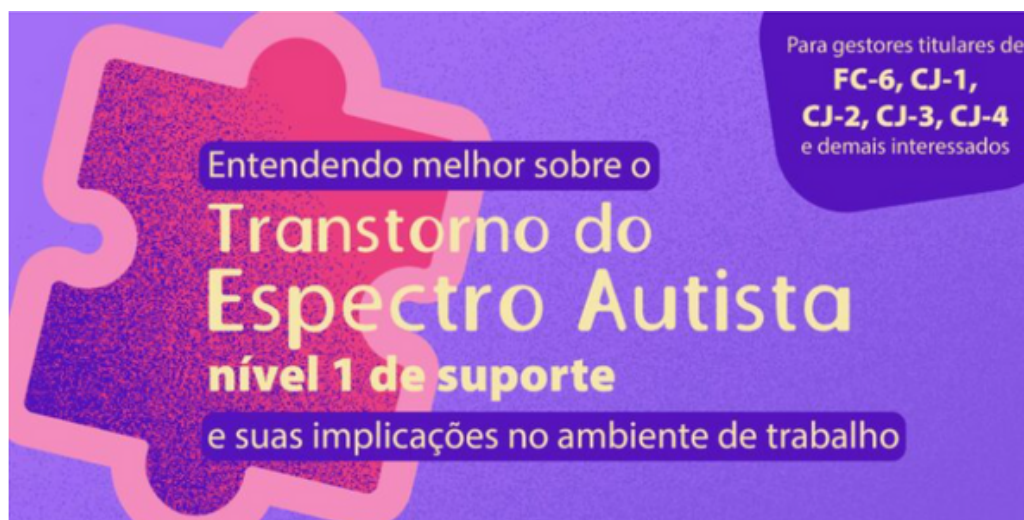 Para gestores titulares de
FC-6, CJ-1,
CJ-2, CJ-3, CJ-4
e demais interessados
Entendendo melhor sobre o
Transtorno do
Espectro Autista
nível 1 de suporte
e suas implicações no ambiente de trabalho